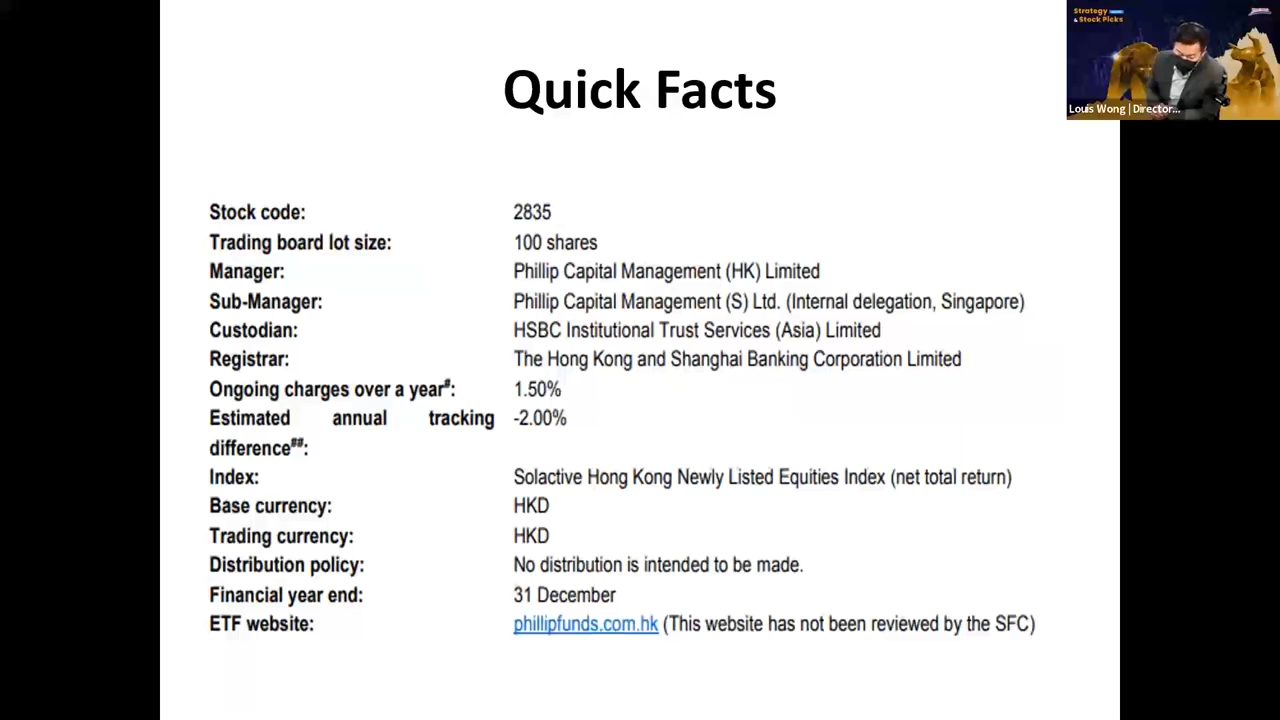 Quick Facts
Strategy
& Stock Picks
Louis Wong | Director...
Stock code: 2835
Trading board lot size: 100 shares
Manager: Phillip Capital Management (HK) Limited
Sub-Manager: Phillip Capital Management (S) Ltd. (Internal delegation, Singapore)
Custodian: HSBC Institutional Trust Services (Asia) Limited
Registrar: The Hong Kong and Shanghai Banking Corporation Limited
Ongoing charges over a year#: 1.50%
Estimated annual tracking -2.00%
difference##:
Index: Solactive Hong Kong Newly Listed Equities Index (net total return)
Base currency: HKD
Trading currency: HKD
Distribution policy: No distribution is intended to be made.
Financial year end: 31 December
ETF website: phillipfunds.com.hk (This website has not been reviewed by the SFC)